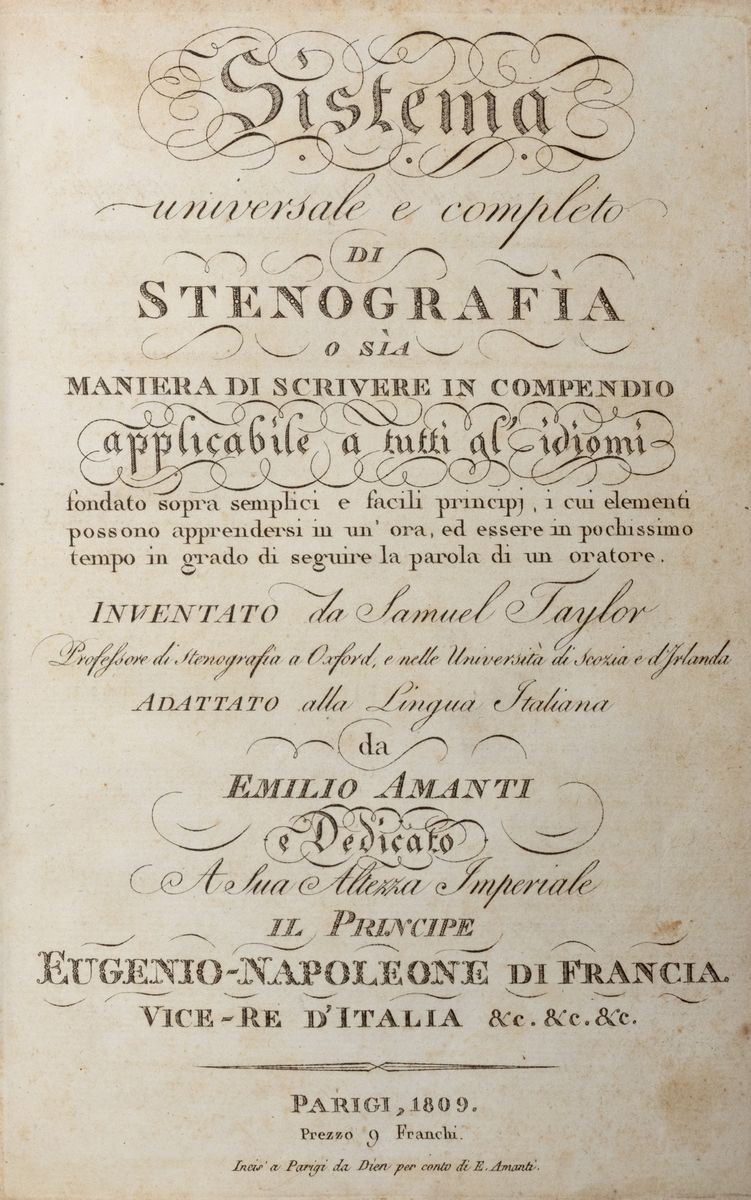 Sistema
universale e completo
DI
STENOGRAFÌA
O SÌA
MANIERA DI SCRIVERE IN COMPENDIO
applicabile a tutti gl' idiomi
fondato sopra semplici e facili principj, i cui elementi
possono apprendersi in un' ora, ed essere in pochissimo
tempo in grado di seguire la parola di un oratore.
INVENTATO da Samuel Taylor
Professore di Stenografia a Oxford, e nelle Università di Scozia e d'Irlanda
ADATTATO alla Lingua Italiana
da
EMILIO AMANTI
e Dedicato
A Sua Altezza Imperiale
IL PRINCIPE
EUGENIO-NAPOLEONE DI FRANCIA.
VICE-RE D'ITALIA &c. &c. &c.
PARIGI, 1809.
Prezzo 9 Franchi.
Incis' a Parigi da Dien per conto di E. Amanti.